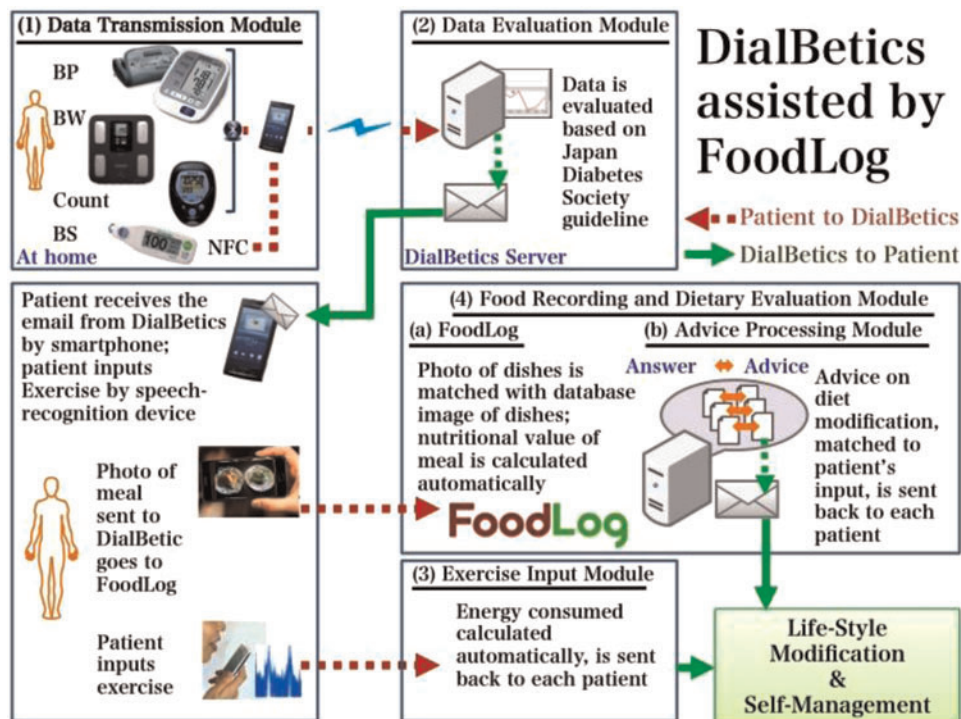 (1) Data Transmission Module
BP
BW
Count
BS
NFC
At home
(2) Data Evaluation Module
Data is
evaluated
based on
Japan
Diabetes
Society
guideline
DialBetics Server
DialBetics
assisted by
FoodLog
Patient to DialBetics
DialBetics to Patient
Patient receives the
email from DialBetics
by smartphone;
patient inputs
Exercise by speech-
recognition device
Photo of
meal
sent to
DialBetic
goes to
FoodLog
Patient
inputs
exercise
(4) Food Recording and Dietary Evaluation Module
(a) FoodLog
Photo of dishes is
matched with database
image of dishes;
nutritional value of
meal is calculated
automatically
FoodLog
(b) Advice Processing Module
Answer Advice
Advice on
diet
modification,
matched to
patient's
input, is sent
back to each
patient
(3) Exercise Input Module
Energy consumed
calculated
automatically, is sent
back to each patient
Life-Style
Modification
&
Self-Management